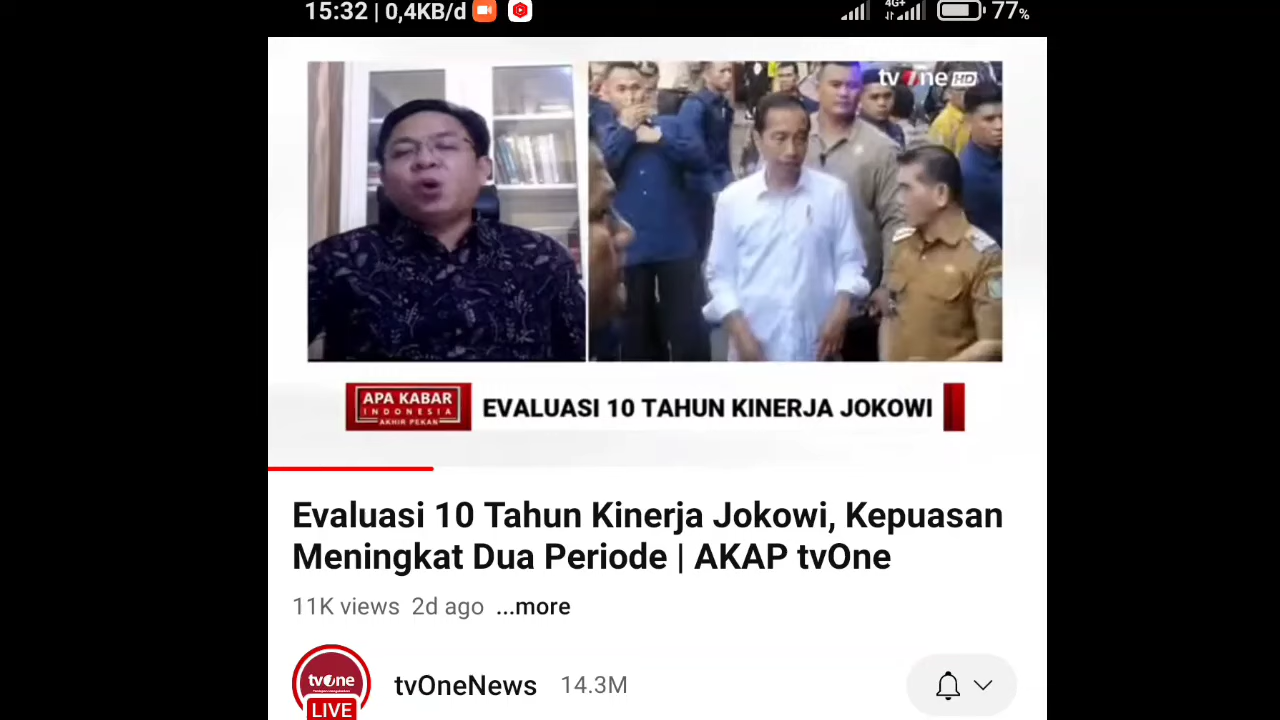 15:32 | 0,4KB/d
4G+
77%
tvOne HD
APA KABAR
INDONESIA
AKHIR PEKAN
EVALUASI 10 TAHUN KINERJA JOKOWI
Evaluasi 10 Tahun Kinerja Jokowi, Kepuasan
Meningkat Dua Periode | AKAP tvOne
11K views 2d ago ...more
tvOne
LIVE
tvOneNews 14.3M